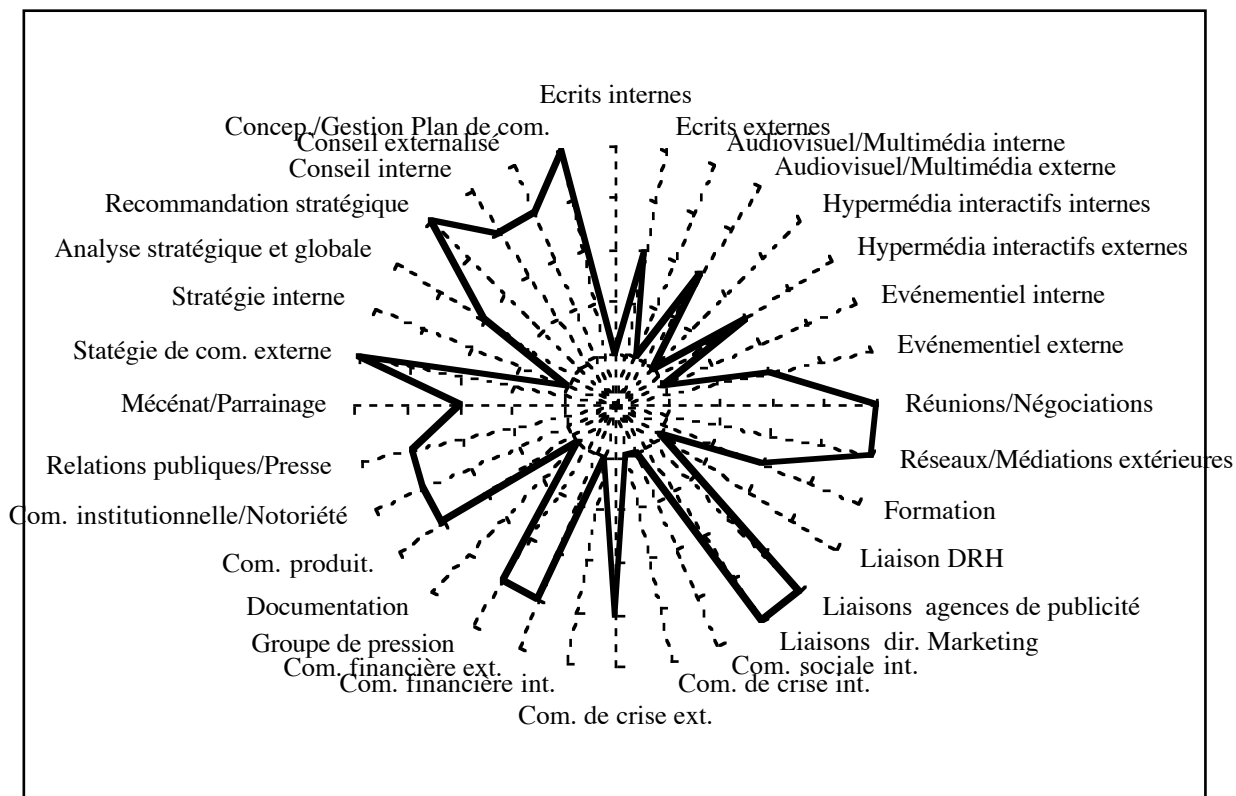 Ecrits internes
Ecrits externes
Audiovisuel/Multimédia interne
Audiovisuel/Multimédia externe
Hypermédia interactifs internes
Hypermédia interactifs externes
Evénementiel interne
Evénementiel externe
Réunions/Négociations
Réseaux/Médiations extérieures
Formation
Liaison DRH
Liaisons agences de publicité
Liaisons dir. Marketing
Com. sociale int.
Com. de crise int.
Com. de crise ext.
Com. financière int.
Com. financière ext.
Groupe de pression
Documentation
Com. produit.
Com. institutionnelle/Notoriété
Relations publiques/Presse
Mécénat/Parrainage
Statégie de com. externe
Stratégie interne
Analyse stratégique et globale
Recommandation stratégique
Conseil interne
Conseil externalisé
Concep./Gestion Plan de com.